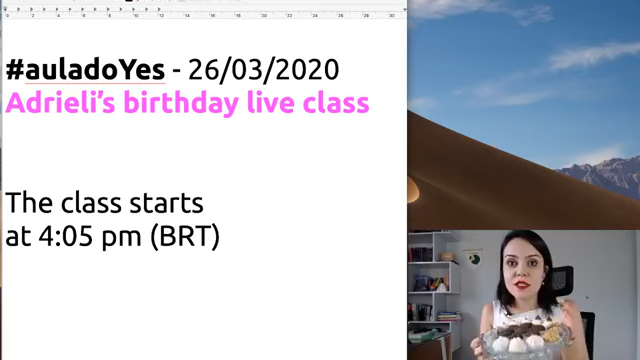 #auladoYes - 26/03/2020
Adrieli's birthday live class
The class starts
at 4:05 pm (BRT)